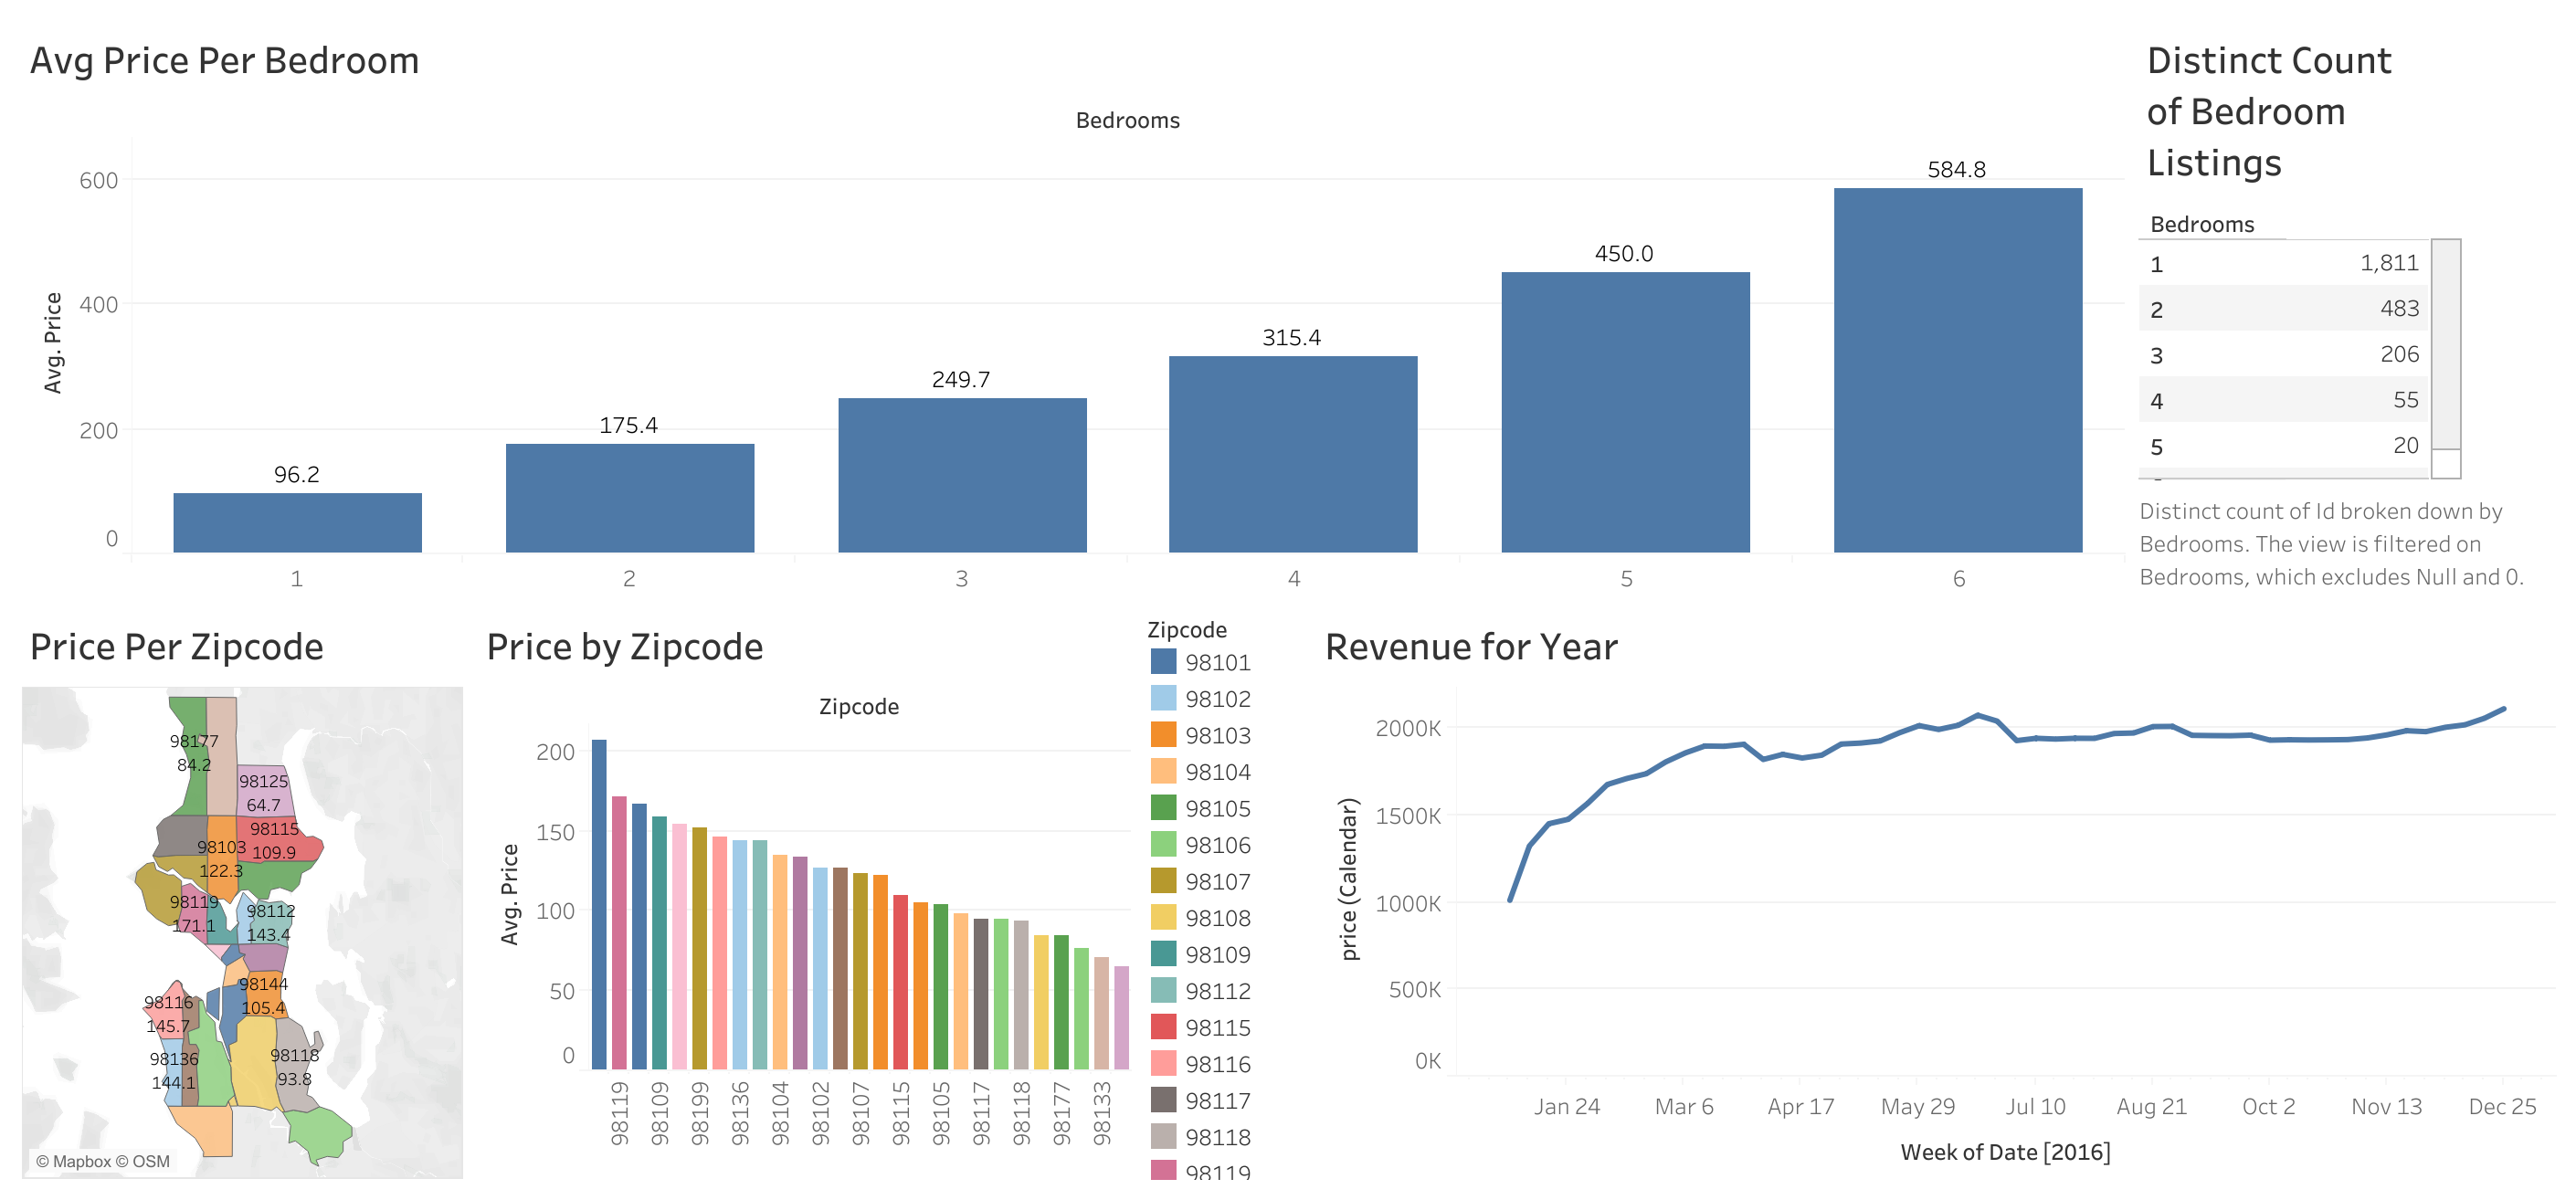 Avg Price Per Bedroom
Bedrooms
Avg. Price
600
400
200
0
96.2
175.4
249.7
315.4
450.0
584.8
1
2
3
4
5
6
Distinct Count
of Bedroom
Listings
Bedrooms
1 1,811
2 483
3 206
4 55
5 20
Distinct count of Id broken down by
Bedrooms. The view is filtered on
Bedrooms, which excludes Null and 0.
Price Per Zipcode
98177
84.2
98125
64.7
98115
109.9
98103
122.3
98119
171.1
98112
143.4
98144
105.4
98116
145.7
98136
144.1
98118
93.8
© Mapbox © OSM
Price by Zipcode
Zipcode
Avg. Price
200
150
100
50
0
98119
98109
98199
98136
98104
98102
98107
98115
98105
98117
98118
98177
98133
Zipcode
98101
98102
98103
98104
98105
98106
98107
98108
98109
98112
98115
98116
98117
98118
98119
Revenue for Year
price (Calendar)
2000K
1500K
1000K
500K
0K
Jan 24
Mar 6
Apr 17
May 29
Jul 10
Aug 21
Oct 2
Nov 13
Dec 25
Week of Date [2016]